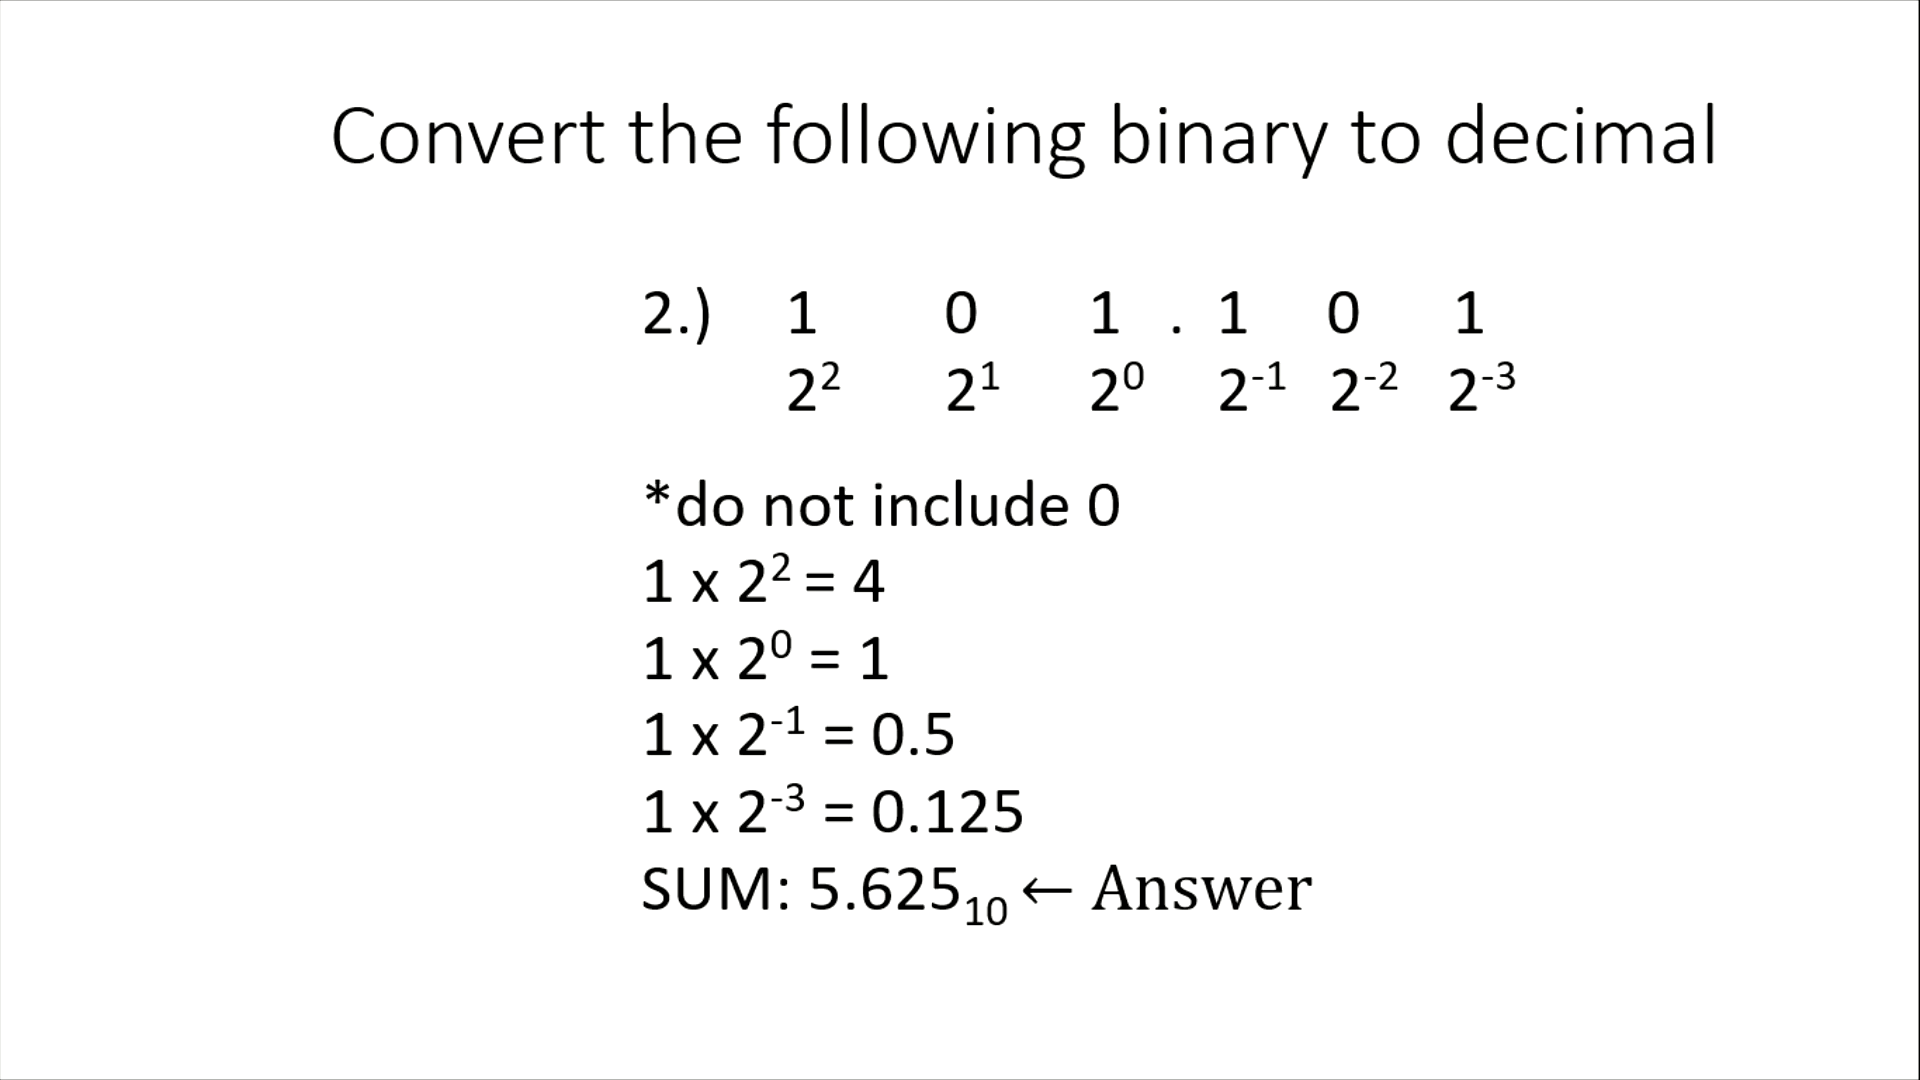 Convert the following binary to decimal
2.) 1 0 1 . 1 0 1
2² 2¹ 2⁰ 2⁻¹ 2⁻² 2⁻³
*do not include 0
1 x 2² = 4
1 x 2⁰ = 1
1 x 2⁻¹ = 0.5
1 x 2⁻³ = 0.125
SUM: 5.625₁₀ ← Answer